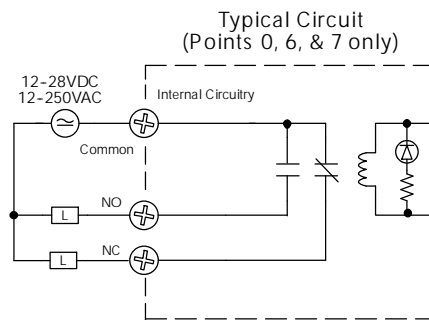 Typical Circuit
(Points 0, 6, & 7 only)
12-28VDC
12-250VAC
Internal Circuitry
Common
L
NO
L
NC